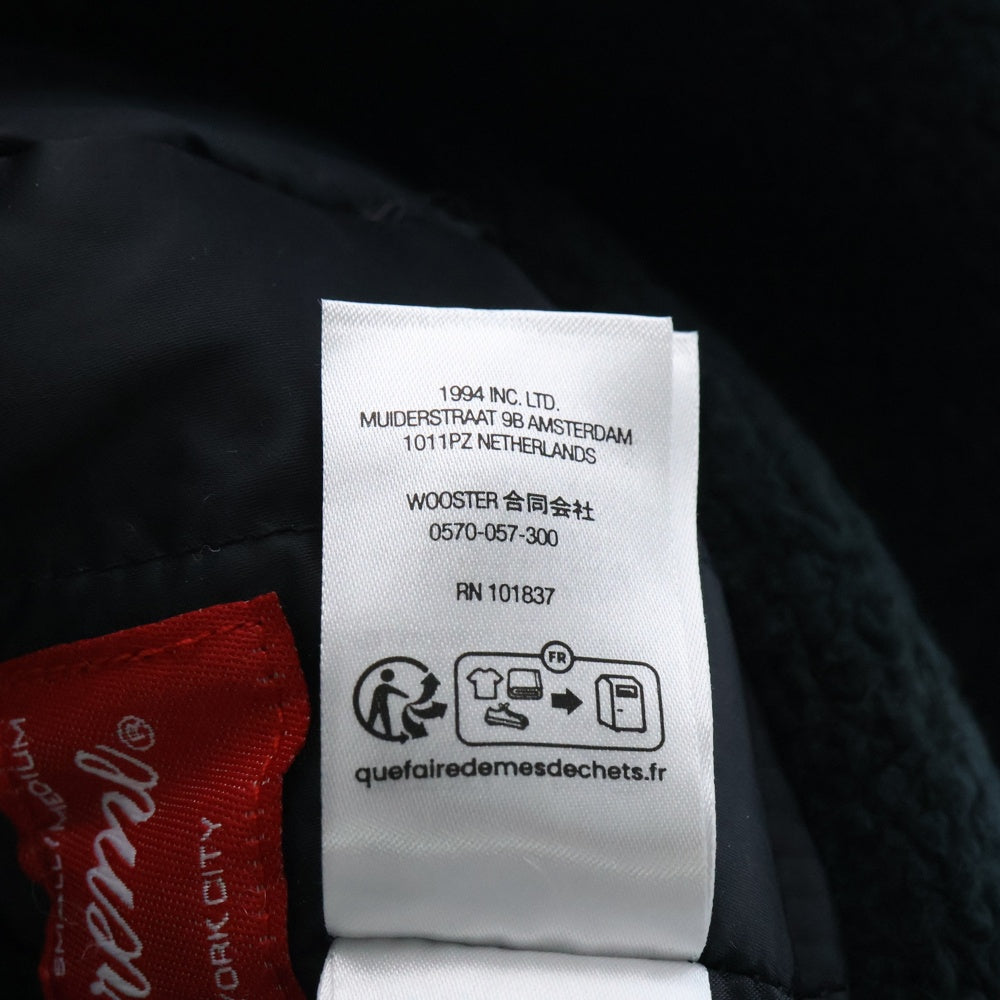 1994 INC. LTD.
MUIDERSTRAAT 9B AMSTERDAM
1011PZ NETHERLANDS
WOOSTER 合同会社
0570-057-300
RN 101837
FR
quefairedemesdechets.fr
SMALL / MEDIUM
CITY